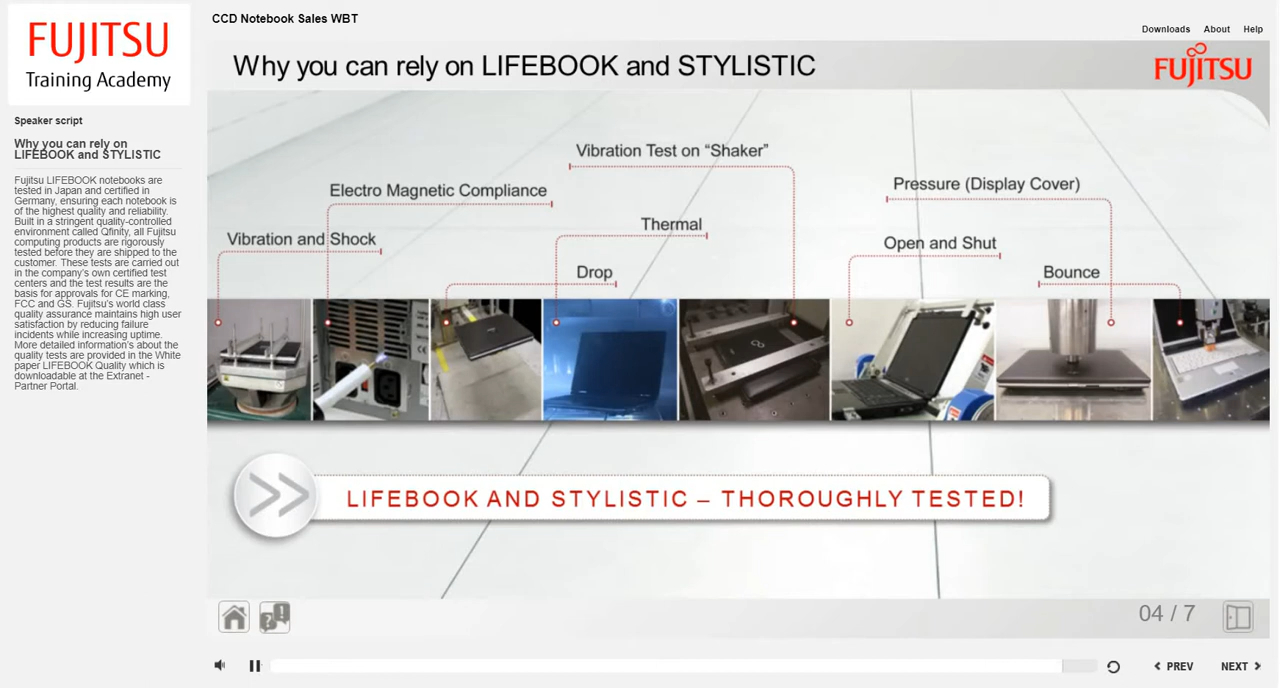 FUJITSU
Training Academy
CCD Notebook Sales WBT
Downloads
About
Help
Speaker script
Why you can rely on
LIFEBOOK and STYLISTIC
Fujitsu LIFEBOOK notebooks are
tested in Japan and certified in
Germany, ensuring each notebook is
of the highest quality and reliability.
Built in a stringent quality-controlled
environment called Qfinity, all Fujitsu
computing products are rigorously
tested before they are shipped to the
customer. These tests are carried out
in the company's own certified test
centers and the test results are the
basis for approvals for CE marking,
FCC and GS. Fujitsu's world class
quality assurance maintains high user
satisfaction by reducing failure
incidents while increasing uptime.
More detailed information's about the
quality tests are provided in the White
paper LIFEBOOK Quality which is
downloadable at the Extranet -
Partner Portal.
Why you can rely on LIFEBOOK and STYLISTIC
FUJITSU
Vibration Test on “Shaker”
Electro Magnetic Compliance
Pressure (Display Cover)
Thermal
Vibration and Shock
Open and Shut
Drop
Bounce
LIFEBOOK AND STYLISTIC – THOROUGHLY TESTED!
04 / 7
PREV
NEXT